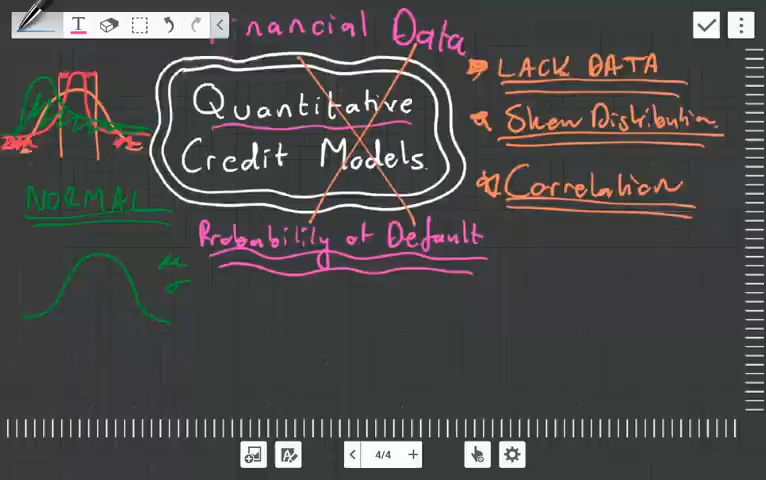 Financial Data
Quantitative
Credit Models.
Probability of Default
LACK DATA
Skew Distribution.
Correlation
NORMAL
μ
σ
T
4/4